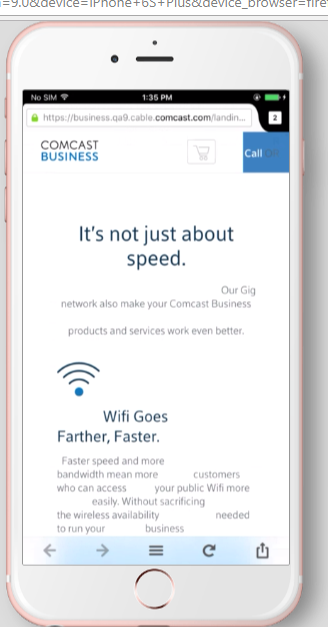 =9.0&device=iPhone+6S+Plus&device_browser=firef
No SIM 1:35 PM
https://business.qa9.cable.comcast.com/landin... 2
COMCAST
BUSINESS
Call
It's not just about
speed.
Our Gig
network also make your Comcast Business
products and services work even better.
Wifi Goes
Farther, Faster.
Faster speed and more
bandwidth mean more customers
who can access your public Wifi more
easily. Without sacrificing
the wireless availability needed
to run your business